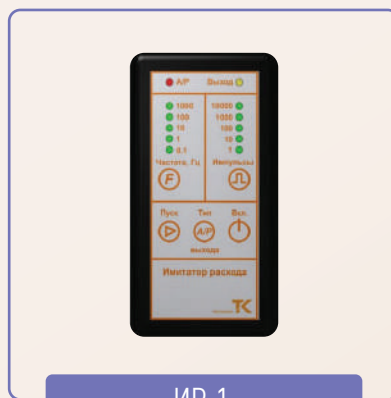 А/Р Выход
1000 10000
100 1000
10 100
1 10
0.1 1
Частота, Гц Импульсы
F
Пуск Тип Вкл.
А/Р
выхода
Имитатор расхода
ТК
ИР-1